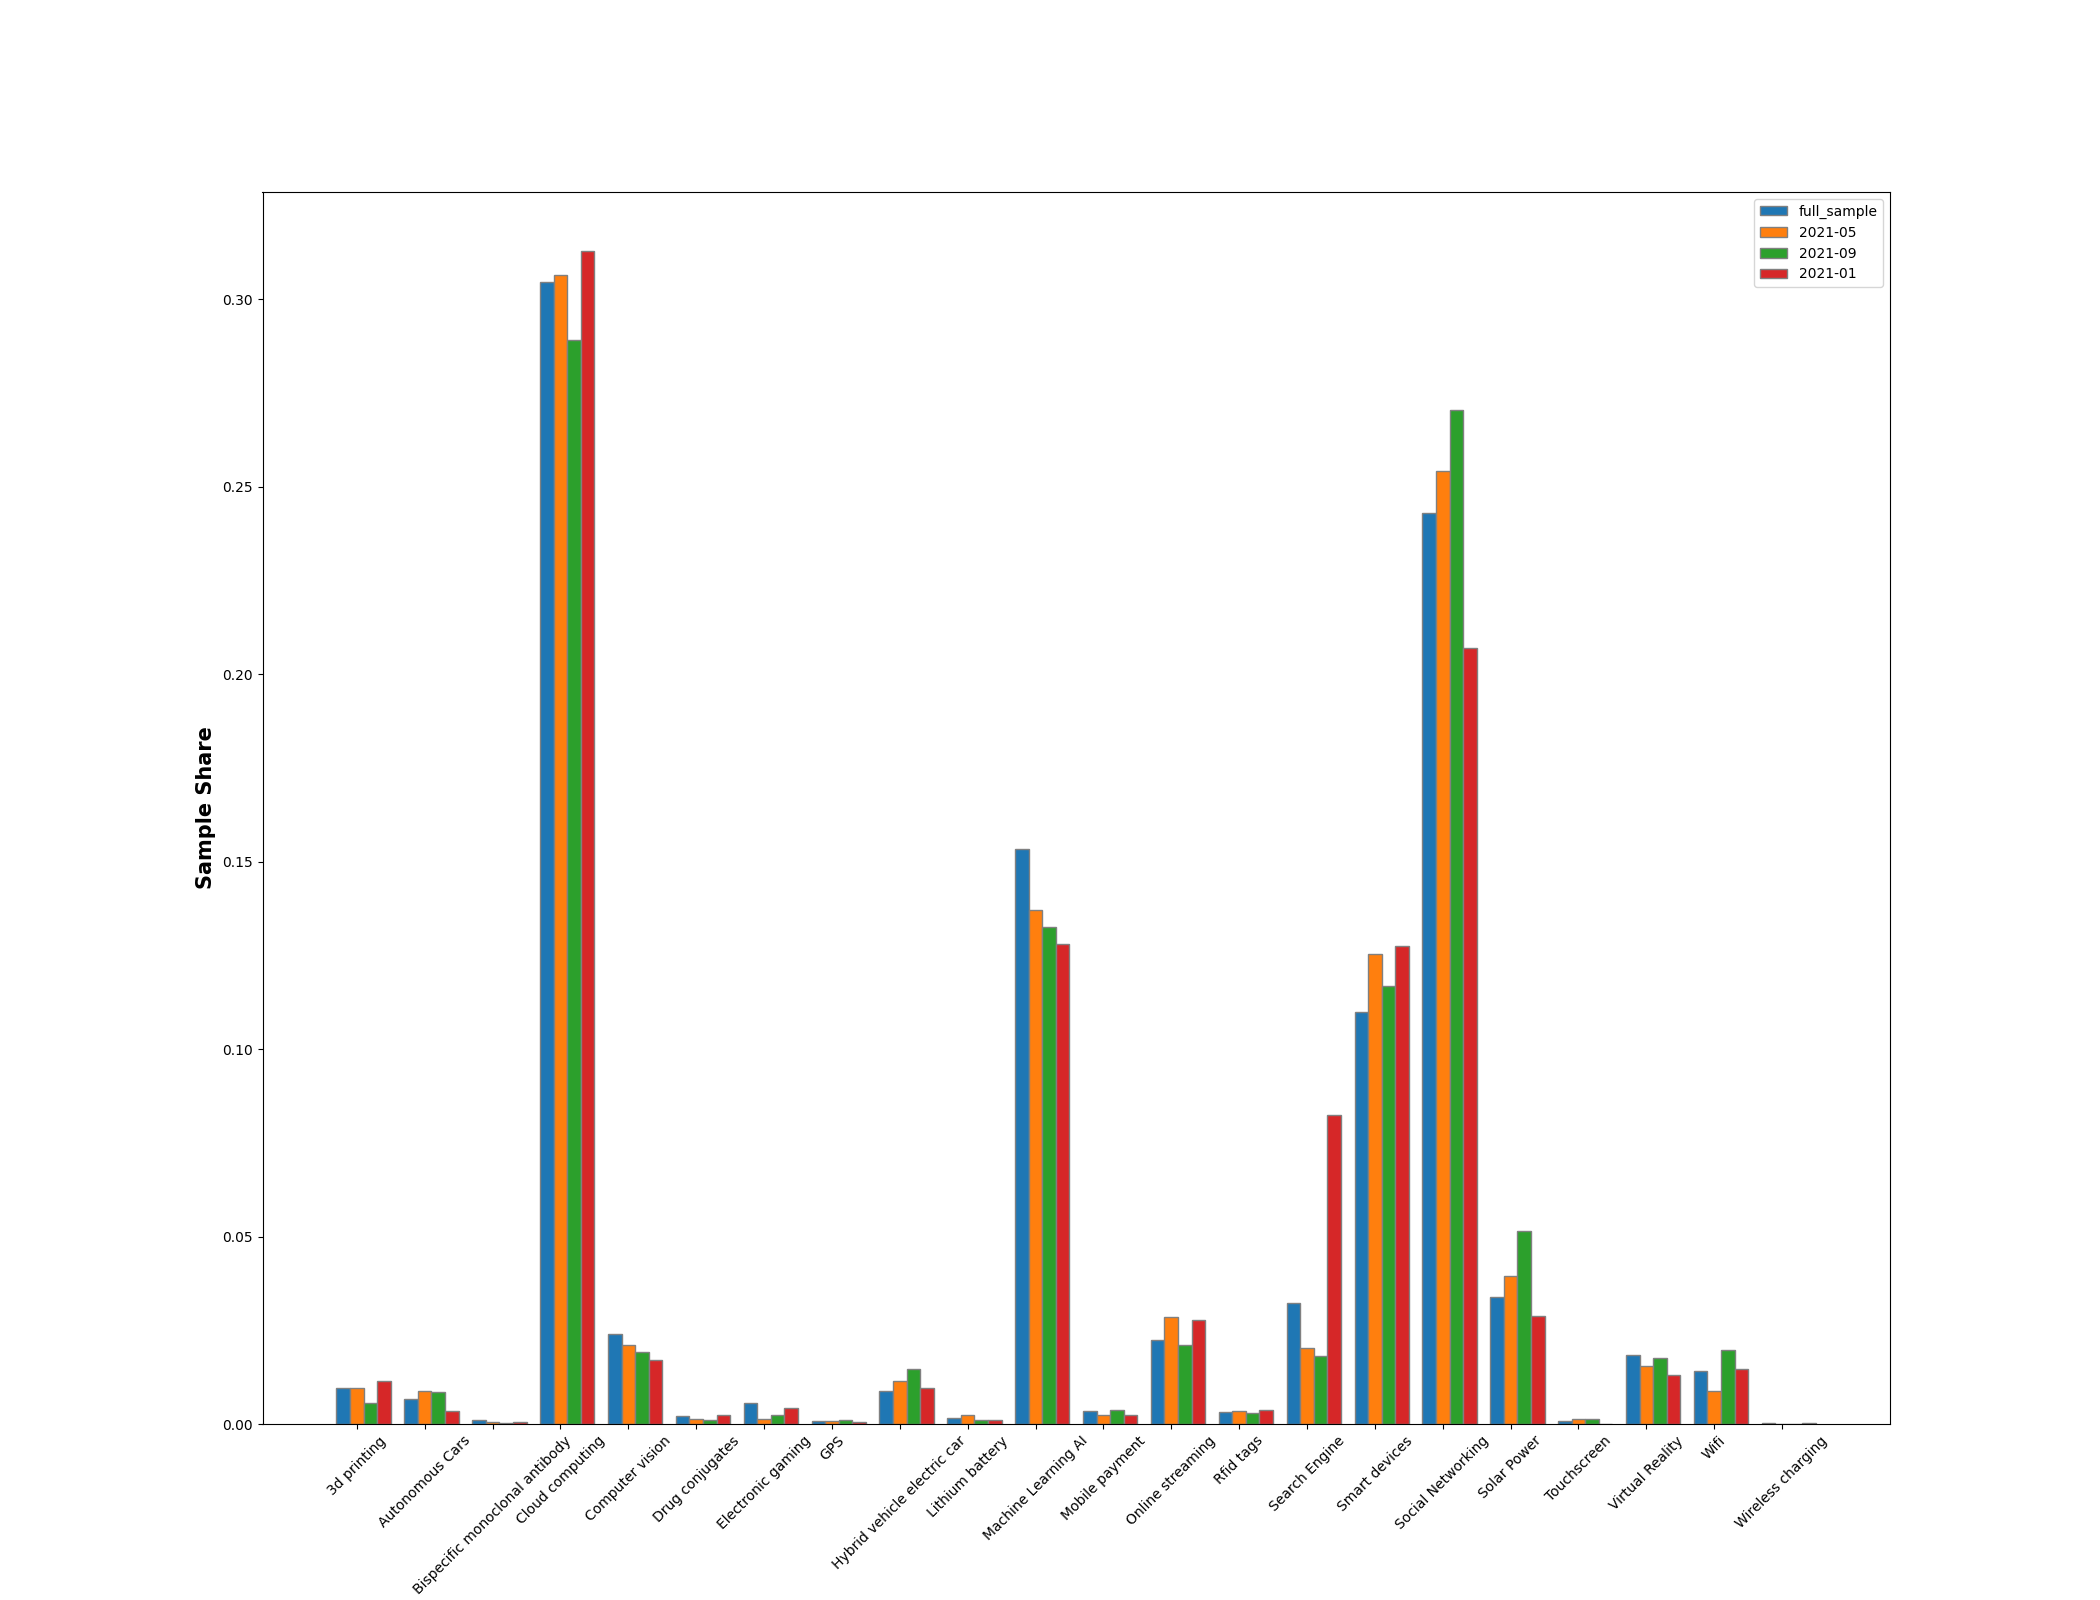 full_sample
2021-05
2021-09
2021-01
0.30
0.25
0.20
0.15
0.10
0.05
0.00
Sample Share
3d printing
Autonomous Cars
Bispecific monoclonal antibody
Cloud computing
Computer vision
Drug conjugates
Electronic gaming
GPS
Hybrid vehicle electric car
Lithium battery
Machine Learning AI
Mobile payment
Online streaming
Rfid tags
Search Engine
Smart devices
Social Networking
Solar Power
Touchscreen
Virtual Reality
Wifi
Wireless charging